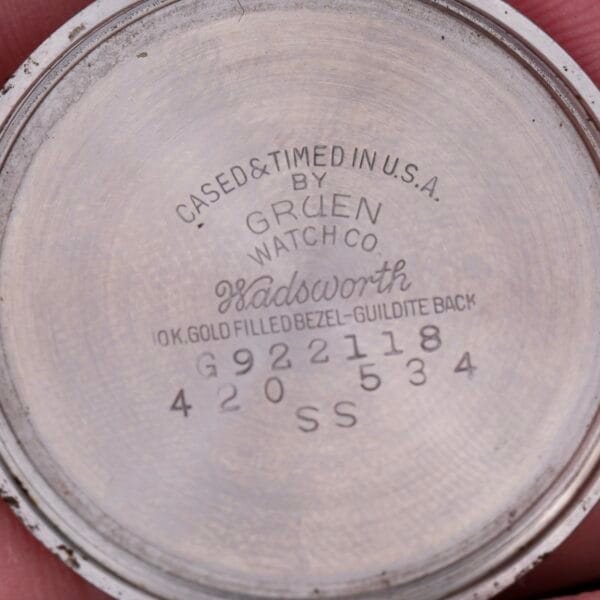 CASED & TIMED IN U.S.A.
BY
GRUEN
WATCH CO
Wadsworth
10K.GOLD FILLED BEZEL-GUILDITE BACK
G922118
420 534
SS